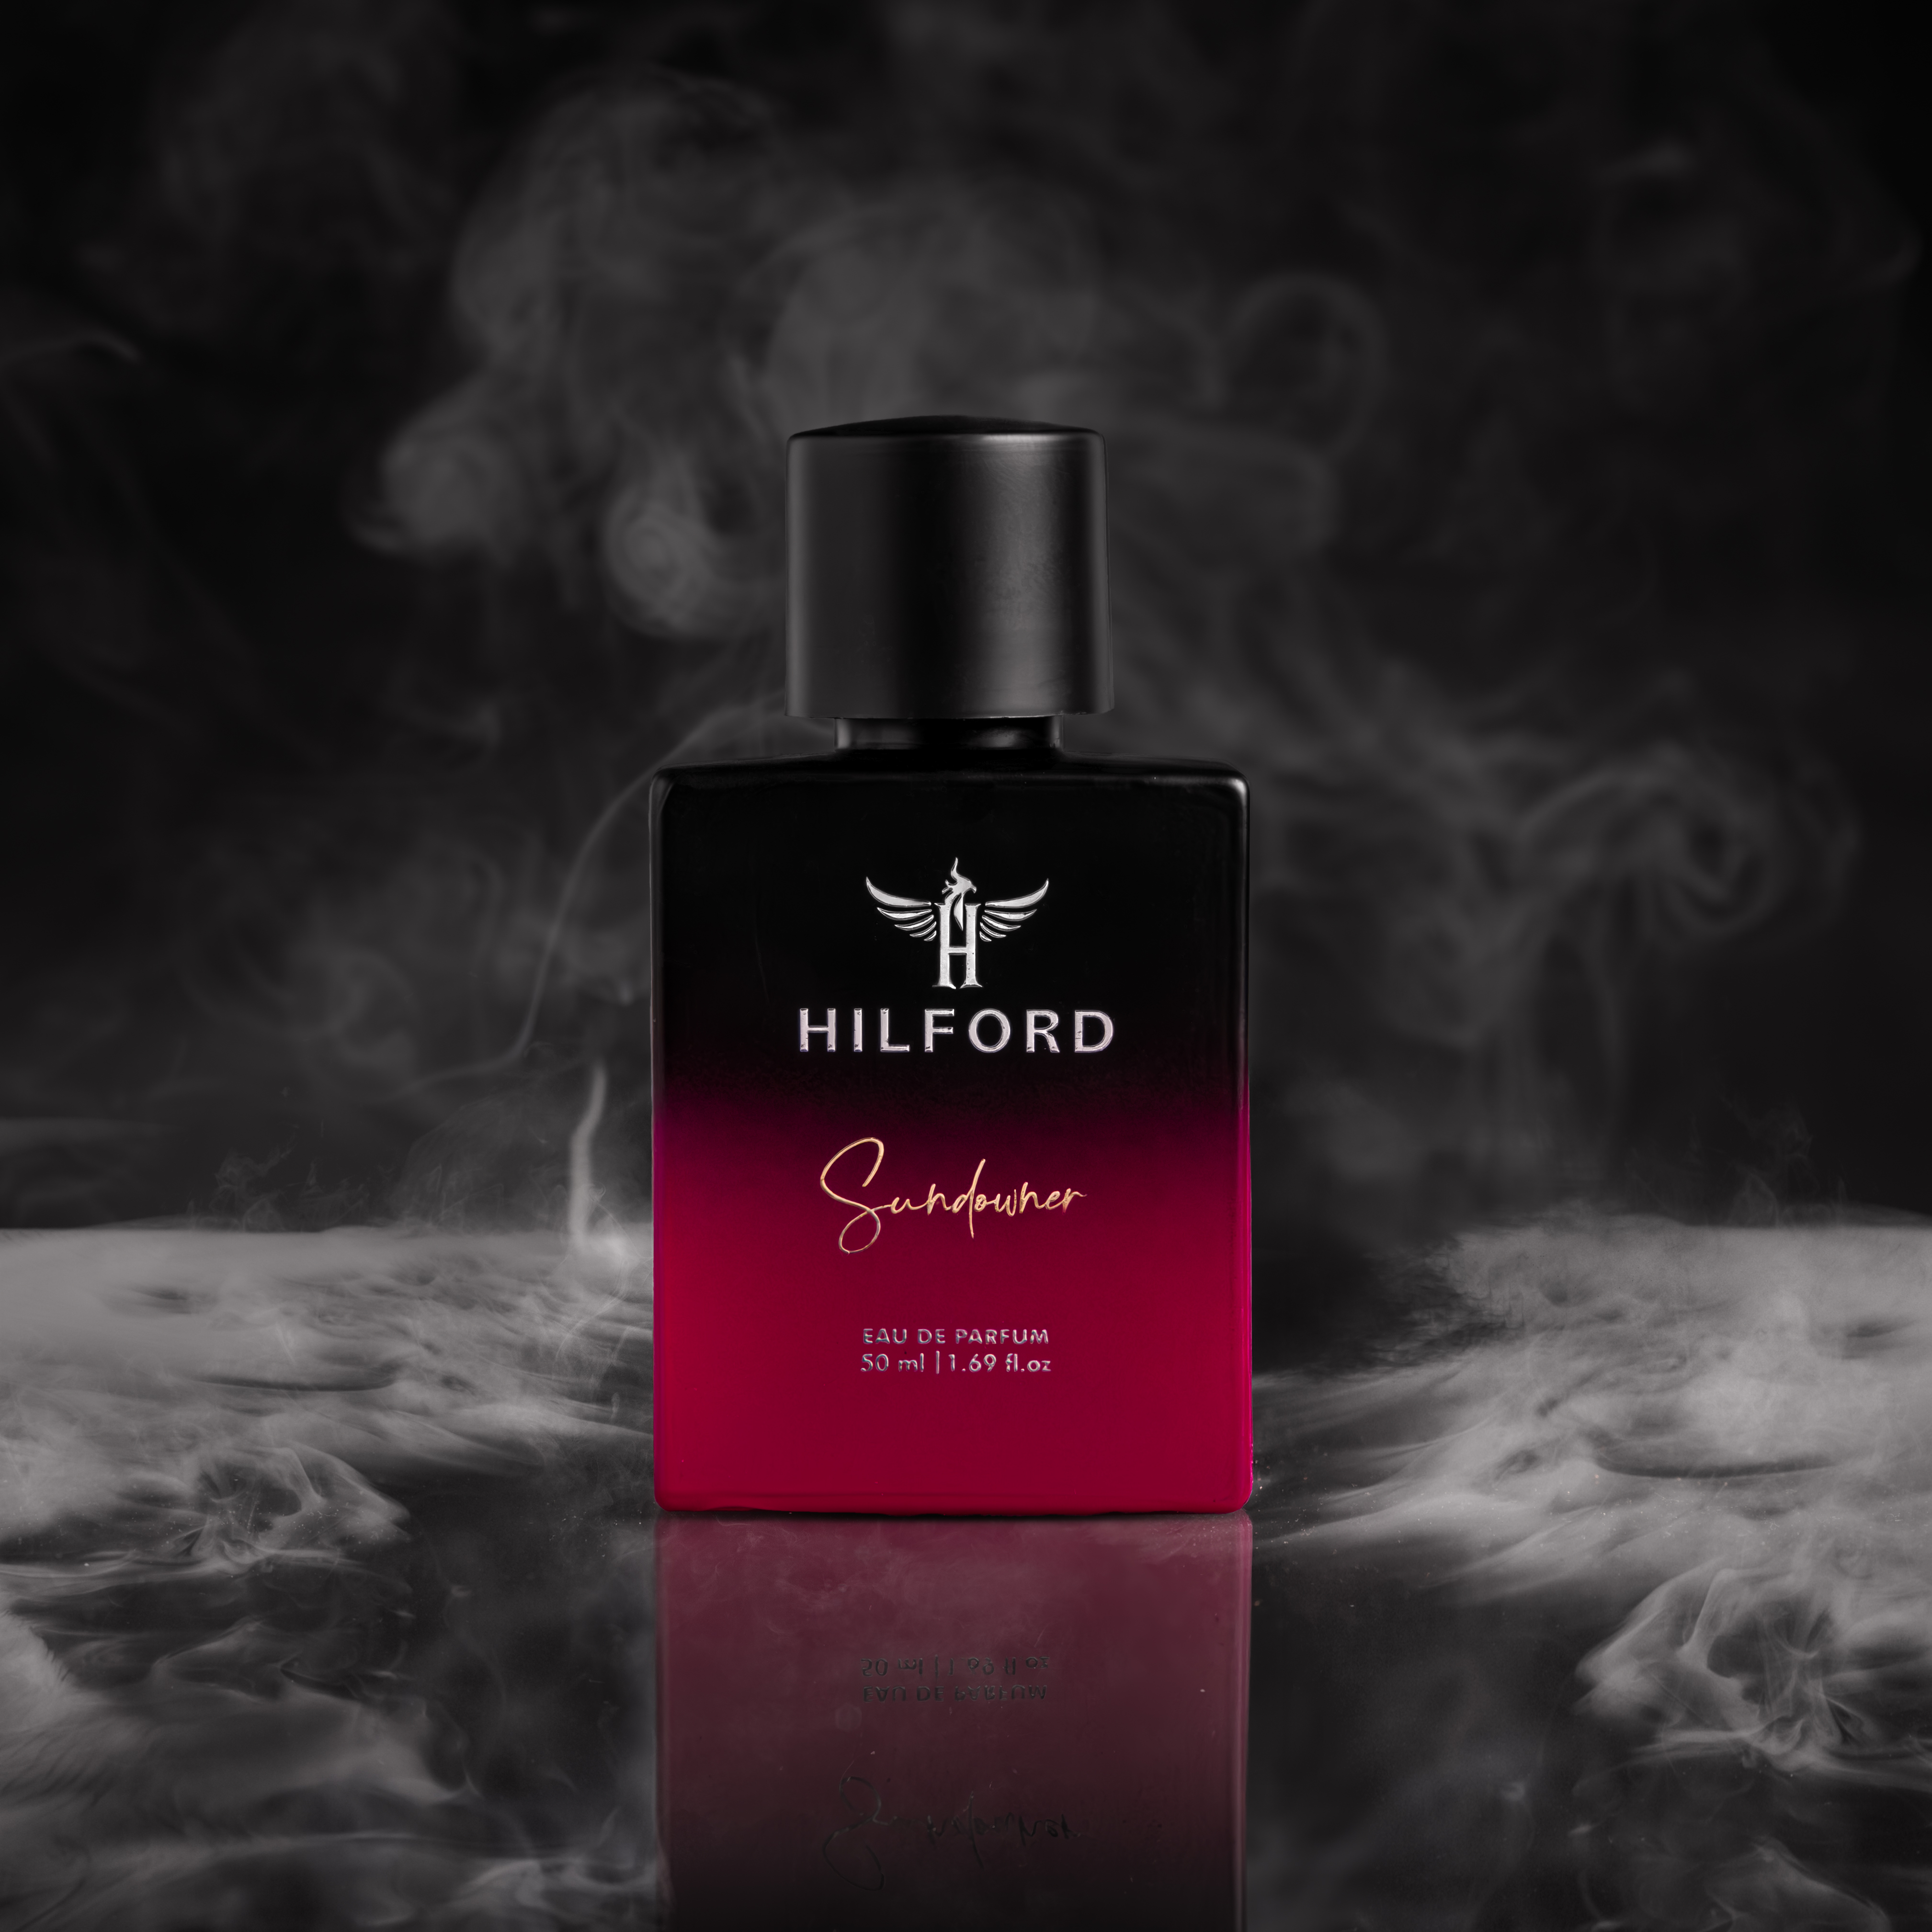 H
HILFORD
Sundowner
EAU DE PARFUM
50 ml | 1.69 fl.oz